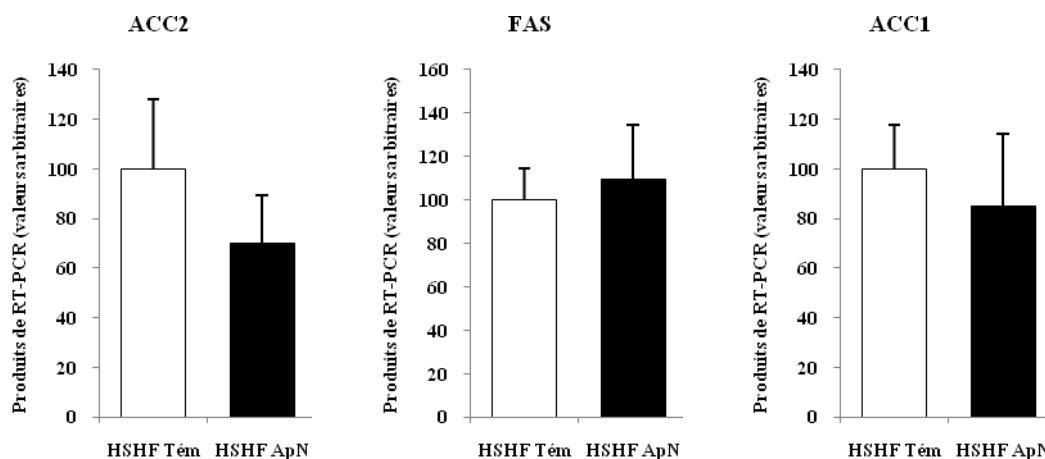 ACC2
Produits de RT-PCR (valeurs arbitraires)
140
120
100
80
60
40
20
0
HSHF Tém HSHF ApN
FAS
Produits de RT-PCR (valeurs arbitraires)
160
140
120
100
80
60
40
20
0
HSHF Tém HSHF ApN
ACC1
Produits de RT-PCR (valeurs arbitraires)
140
120
100
80
60
40
20
0
HSHF Tém HSHF ApN